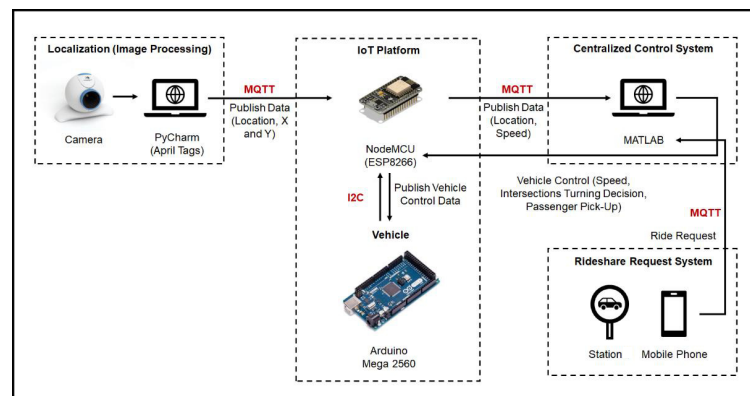 Localization (Image Processing)
Camera
PyCharm
(April Tags)
MQTT
Publish Data
(Location, X
and Y)
IoT Platform
NodeMCU
(ESP8266)
I2C
Publish Vehicle
Control Data
Vehicle
Arduino
Mega 2560
MQTT
Publish Data
(Location,
Speed)
Centralized Control System
MATLAB
Vehicle Control (Speed,
Intersections Turning Decision,
Passenger Pick-Up)
MQTT
Ride Request
Rideshare Request System
Station
Mobile Phone